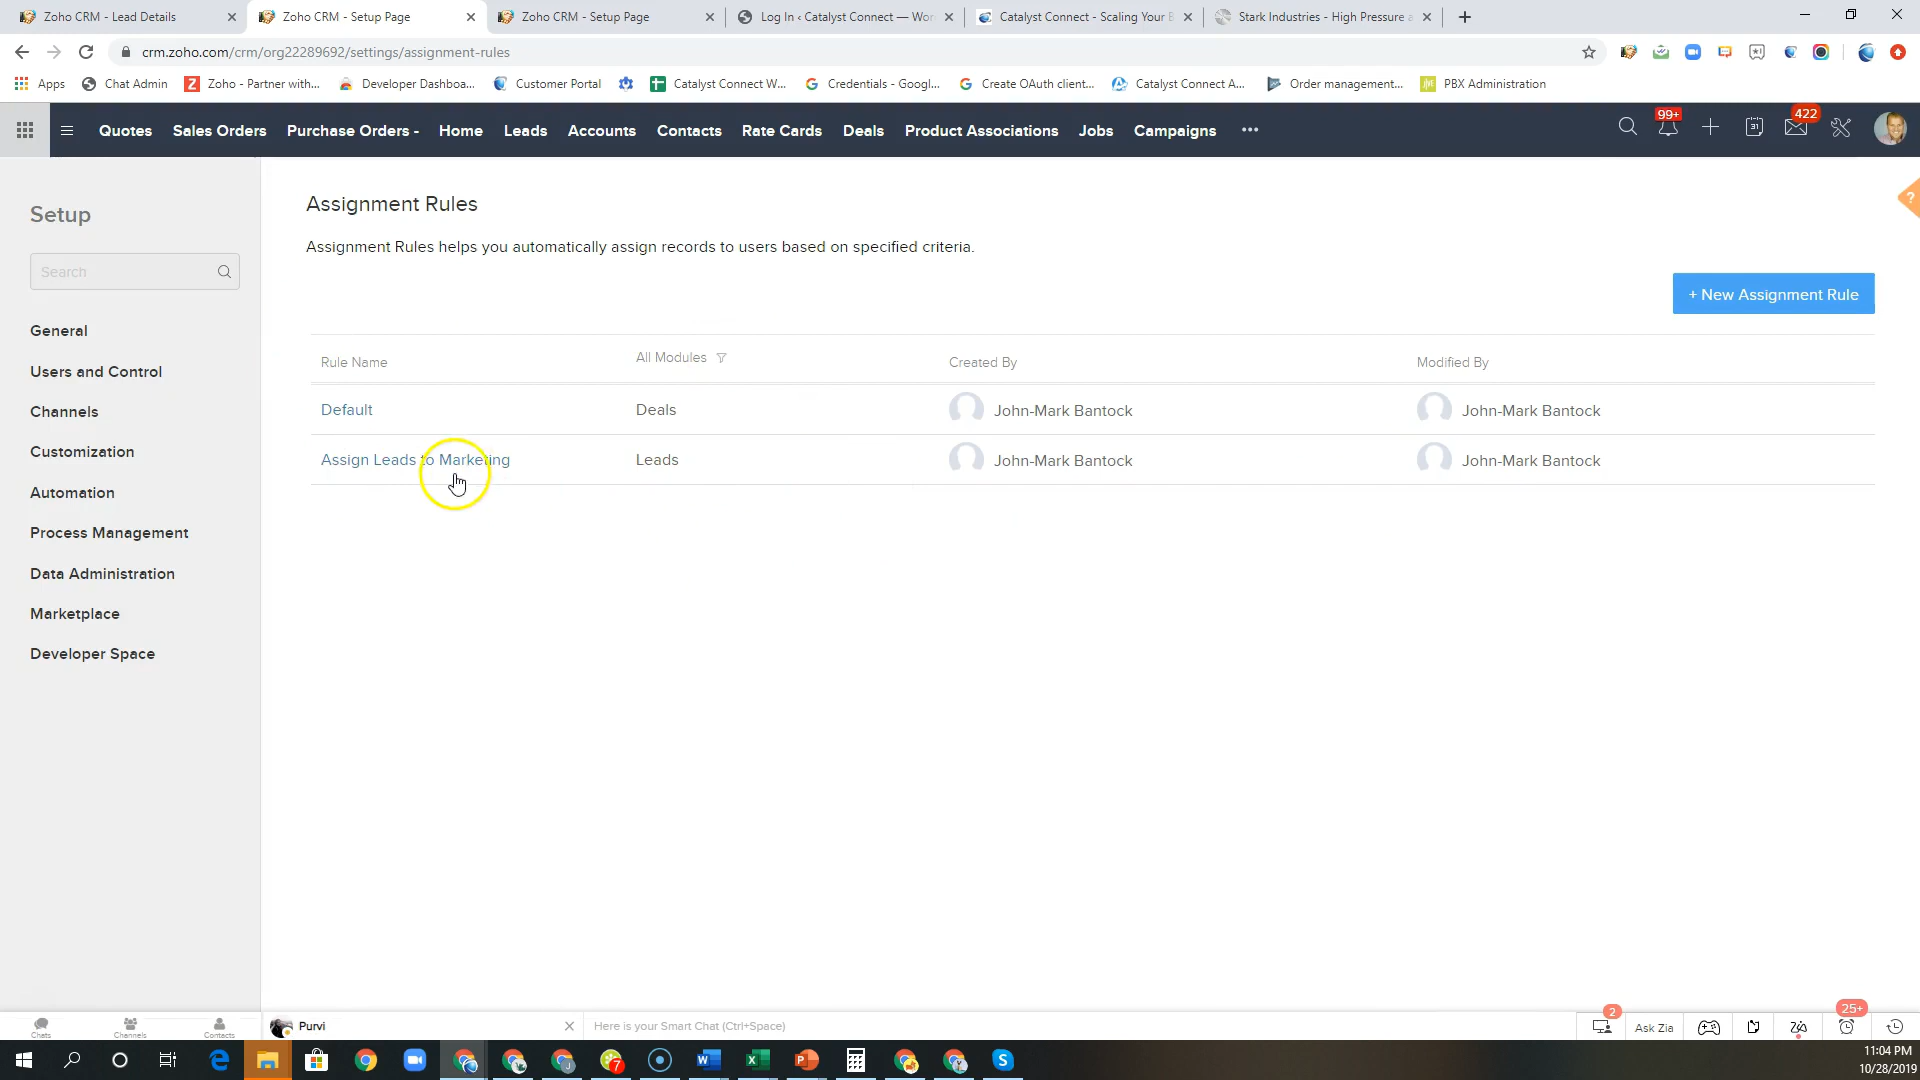 Zoho CRM - Lead Details
Zoho CRM - Setup Page
Zoho CRM - Setup Page
Log In ‹ Catalyst Connect — Wor
Catalyst Connect - Scaling Your B
Stark Industries - High Pressure a
crm.zoho.com/crm/org22289692/settings/assignment-rules
Apps
Chat Admin
Zoho - Partner with...
Developer Dashboa...
Customer Portal
Catalyst Connect W...
Credentials - Googl...
Create OAuth client...
Catalyst Connect A...
Order management...
PBX Administration
Quotes
Sales Orders
Purchase Orders -
Home
Leads
Accounts
Contacts
Rate Cards
Deals
Product Associations
Jobs
Campaigns
99+
31
422
Setup
Search
General
Users and Control
Channels
Customization
Automation
Process Management
Data Administration
Marketplace
Developer Space
Assignment Rules
Assignment Rules helps you automatically assign records to users based on specified criteria.
+ New Assignment Rule
Rule Name
All Modules
Created By
Modified By
Default
Deals
John-Mark Bantock
John-Mark Bantock
Assign Leads to Marketing
Leads
John-Mark Bantock
John-Mark Bantock
?
Chats
Channels
Contacts
Purvi
Here is your Smart Chat (Ctrl+Space)
2
Ask Zia
25+
7
11:04 PM
10/28/2019